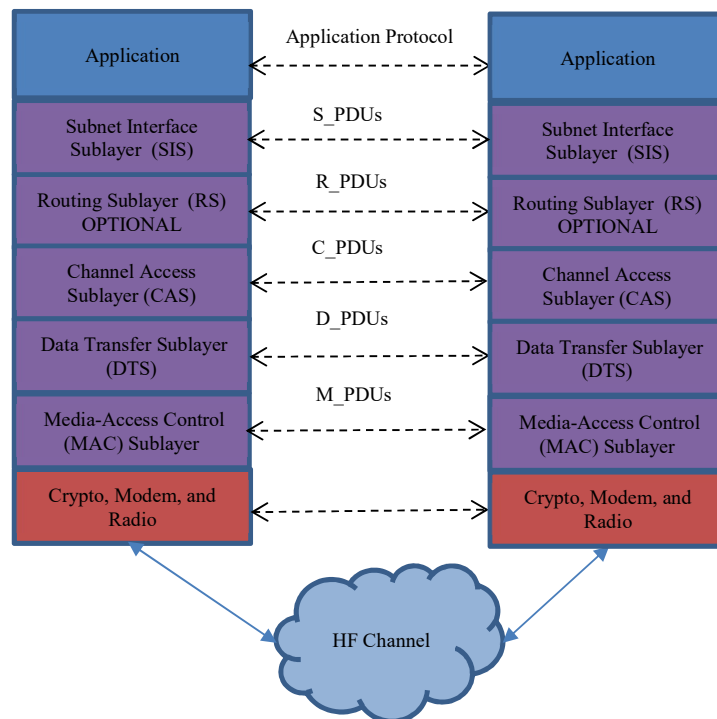 Application Protocol
Application
Application
S_PDUs
Subnet Interface
Sublayer (SIS)
Subnet Interface
Sublayer (SIS)
R_PDUs
Routing Sublayer (RS)
OPTIONAL
Routing Sublayer (RS)
OPTIONAL
C_PDUs
Channel Access
Sublayer (CAS)
Channel Access
Sublayer (CAS)
D_PDUs
Data Transfer Sublayer
(DTS)
Data Transfer Sublayer
(DTS)
M_PDUs
Media-Access Control
(MAC) Sublayer
Media-Access Control
(MAC) Sublayer
Crypto, Modem, and
Radio
Crypto, Modem, and
Radio
HF Channel